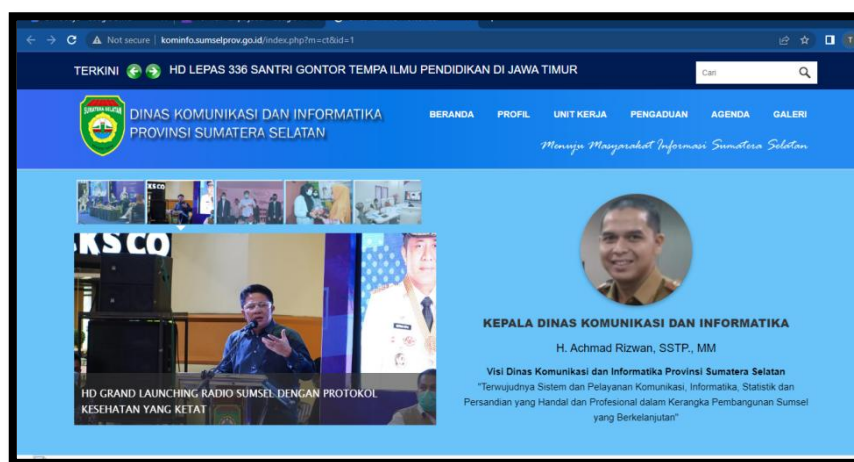 Not secure | kominfo.sumselprov.go.id/index.php?m=ct&id=1
TERKINI HD LEPAS 336 SANTRI GONTOR TEMPA ILMU PENDIDIKAN DI JAWA TIMUR
Cari
DINAS KOMUNIKASI DAN INFORMATIKA
PROVINSI SUMATERA SELATAN
BERANDA PROFIL UNIT KERJA PENGADUAN AGENDA GALERI
Menuju Masyarakat Informasi Sumatera Selatan
KS CO
HD GRAND LAUNCHING RADIO SUMSEL DENGAN PROTOKOL
KESEHATAN YANG KETAT
KEPALA DINAS KOMUNIKASI DAN INFORMATIKA
H. Achmad Rizwan, SSTP., MM
Visi Dinas Komunikasi dan Informatika Provinsi Sumatera Selatan
"Terwujudnya Sistem dan Pelayanan Komunikasi, Informatika, Statistik dan
Persandian yang Handal dan Profesional dalam Kerangka Pembangunan Sumsel
yang Berkelanjutan"